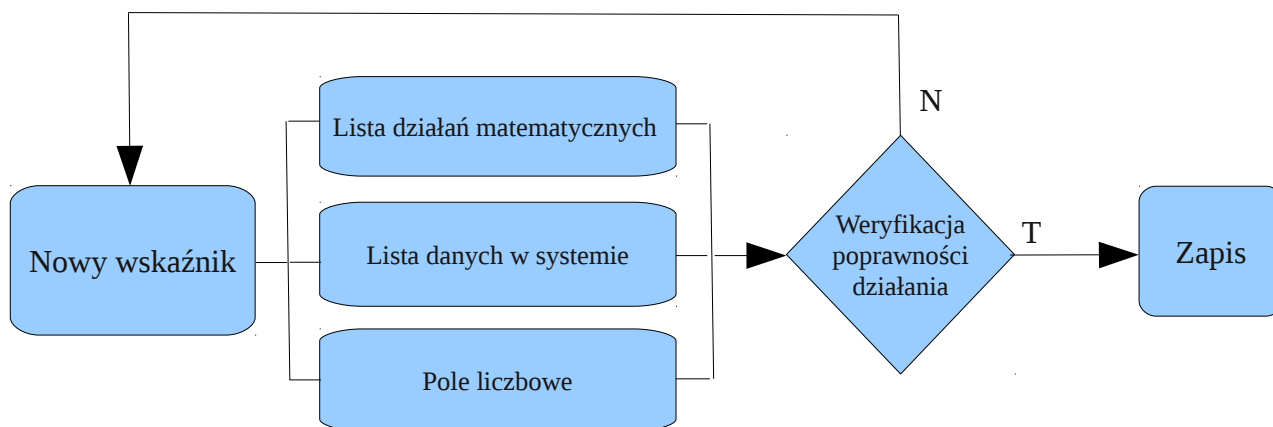 N
Lista działań matematycznych
Nowy wskaźnik
Lista danych w systemie
Weryfikacja
poprawności
działania
T
Zapis
Pole liczbowe